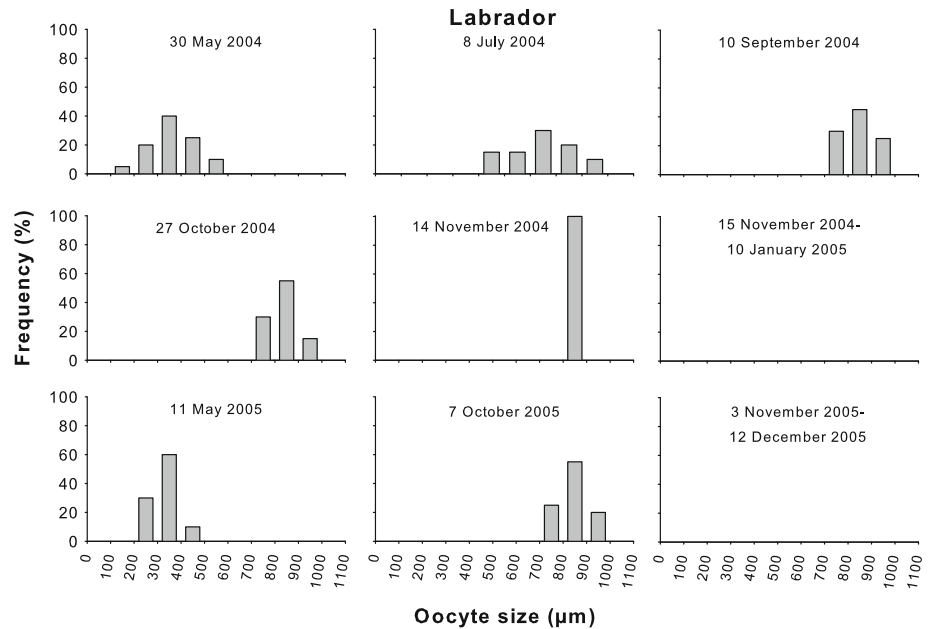 Labrador
30 May 2004
8 July 2004
10 September 2004
100
80
60
40
20
0
27 October 2004
14 November 2004
15 November 2004-
10 January 2005
100
80
60
40
20
0
Frequency (%)
11 May 2005
7 October 2005
3 November 2005-
12 December 2005
100
80
60
40
20
0
0 100 200 300 400 500 600 700 800 900 1000 1100
0 100 200 300 400 500 600 700 800 900 1000 1100
0 100 200 300 400 500 600 700 800 900 1000 1100
Oocyte size (µm)